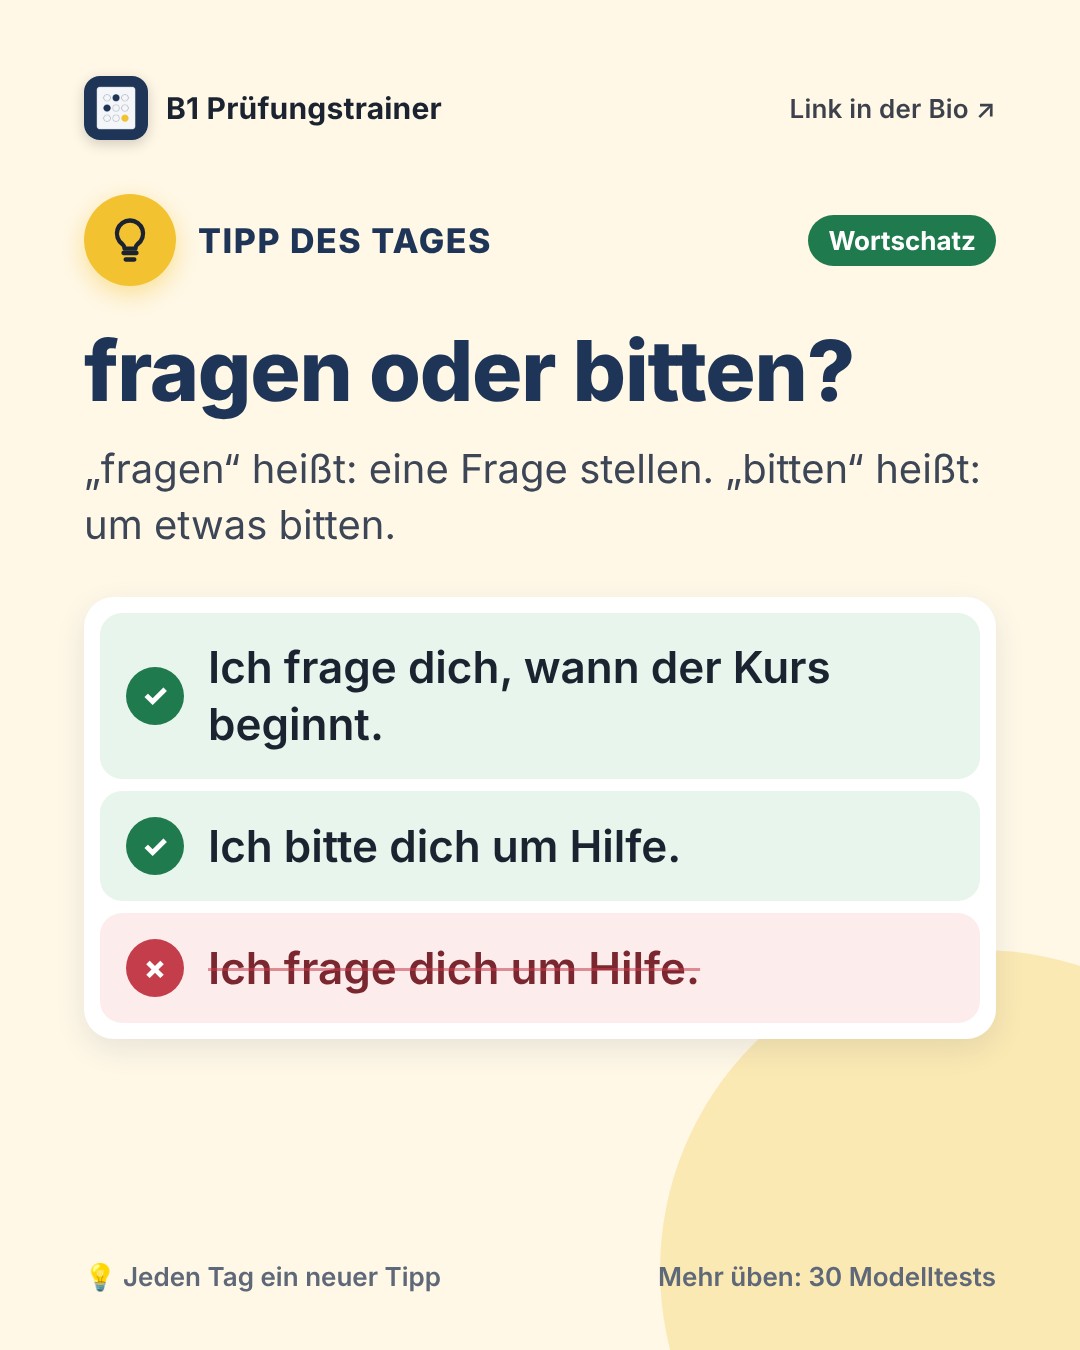 B1 Prüfungstrainer
Link in der Bio ↗
TIPP DES TAGES
Wortschatz
fragen oder bitten?
„fragen“ heißt: eine Frage stellen. „bitten“ heißt:
um etwas bitten.
Ich frage dich, wann der Kurs
beginnt.
Ich bitte dich um Hilfe.
Ich frage dich um Hilfe.
💡 Jeden Tag ein neuer Tipp
Mehr üben: 30 Modelltests